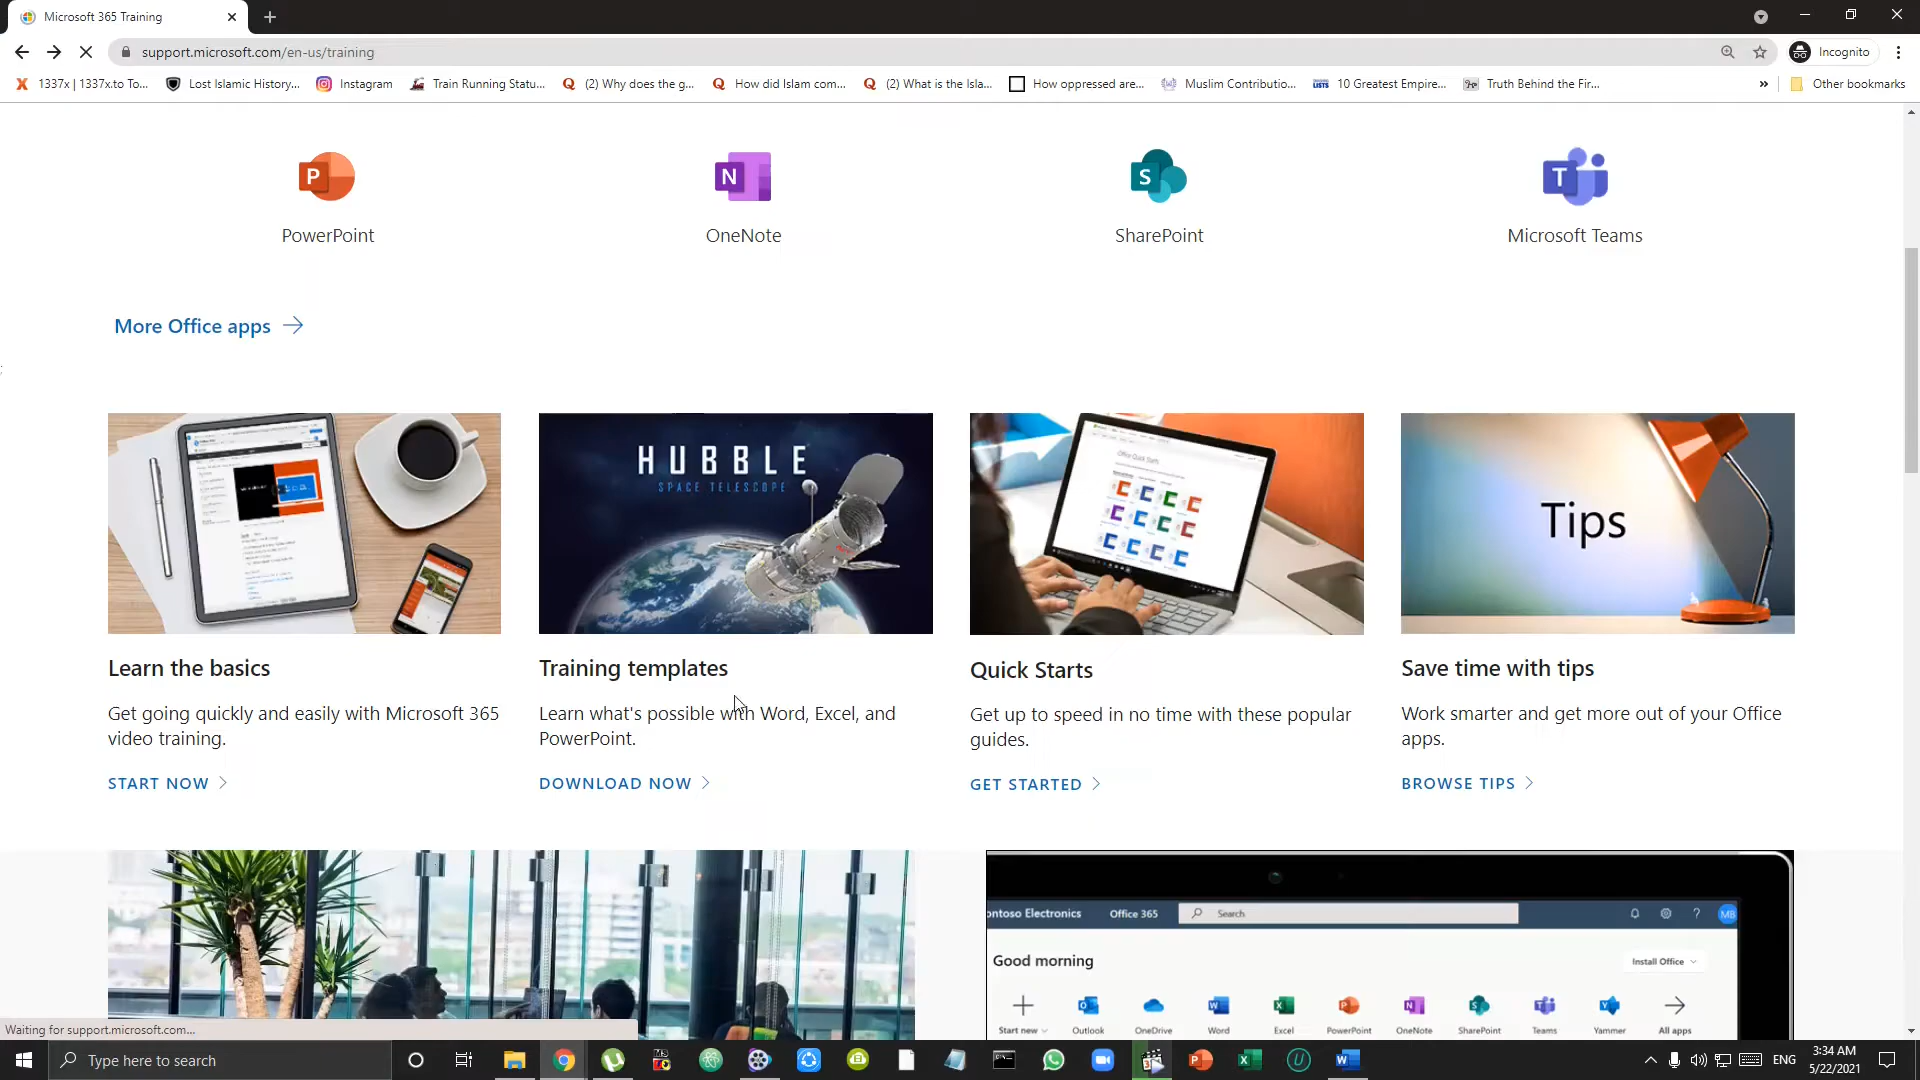 Microsoft 365 Training
support.microsoft.com/en-us/training
Incognito
1337x | 1337x.to To...
Lost Islamic History...
Instagram
Train Running Statu...
(2) Why does the g...
How did Islam com...
(2) What is the Isla...
How oppressed are...
Muslim Contributio...
10 Greatest Empire...
Truth Behind the Fir...
»
Other bookmarks
PowerPoint
OneNote
SharePoint
Microsoft Teams
More Office apps
HUBBLE
SPACE TELESCOPE
Office Quick Starts
Tips
Learn the basics
Get going quickly and easily with Microsoft 365
video training.
START NOW
Training templates
Learn what's possible with Word, Excel, and
PowerPoint.
DOWNLOAD NOW
Quick Starts
Get up to speed in no time with these popular
guides.
GET STARTED
Save time with tips
Work smarter and get more out of your Office
apps.
BROWSE TIPS
ontoso Electronics
Office 365
Search
?
MB
Good morning
Install Office
Start new
Outlook
OneDrive
Word
Excel
PowerPoint
OneNote
SharePoint
Teams
Yammer
All apps
Waiting for support.microsoft.com...
Type here to search
ENG
3:34 AM
5/22/2021